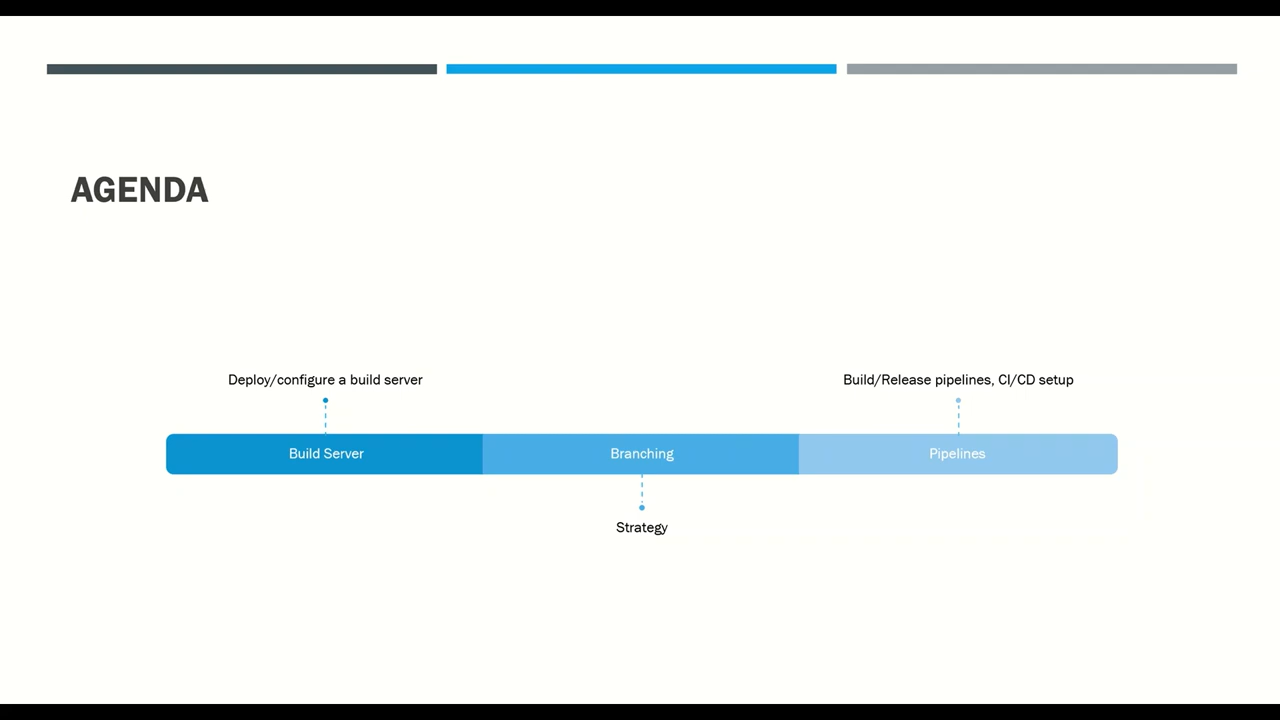 AGENDA
Deploy/configure a build server
Build/Release pipelines, CI/CD setup
Build Server
Branching
Pipelines
Strategy